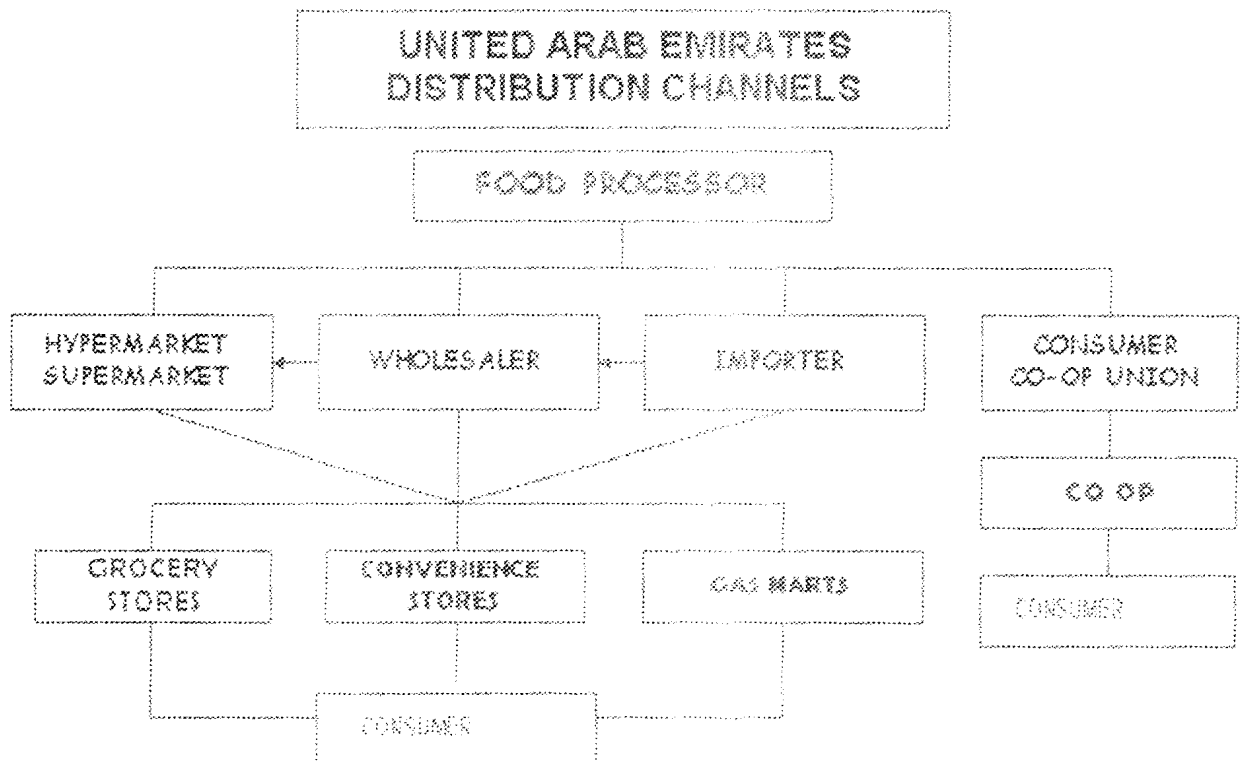 UNITED ARAB EMIRATES
DISTRIBUTION CHANNELS
FOOD PROCESSOR
HYPERMARKET
SUPERMARKET
WHOLESALER
IMPORTER
CONSUMER
CO-OP UNION
CO OP
GROCERY
STORES
CONVENIENCE
STORES
GAS MARTS
CONSUMER
CONSUMER